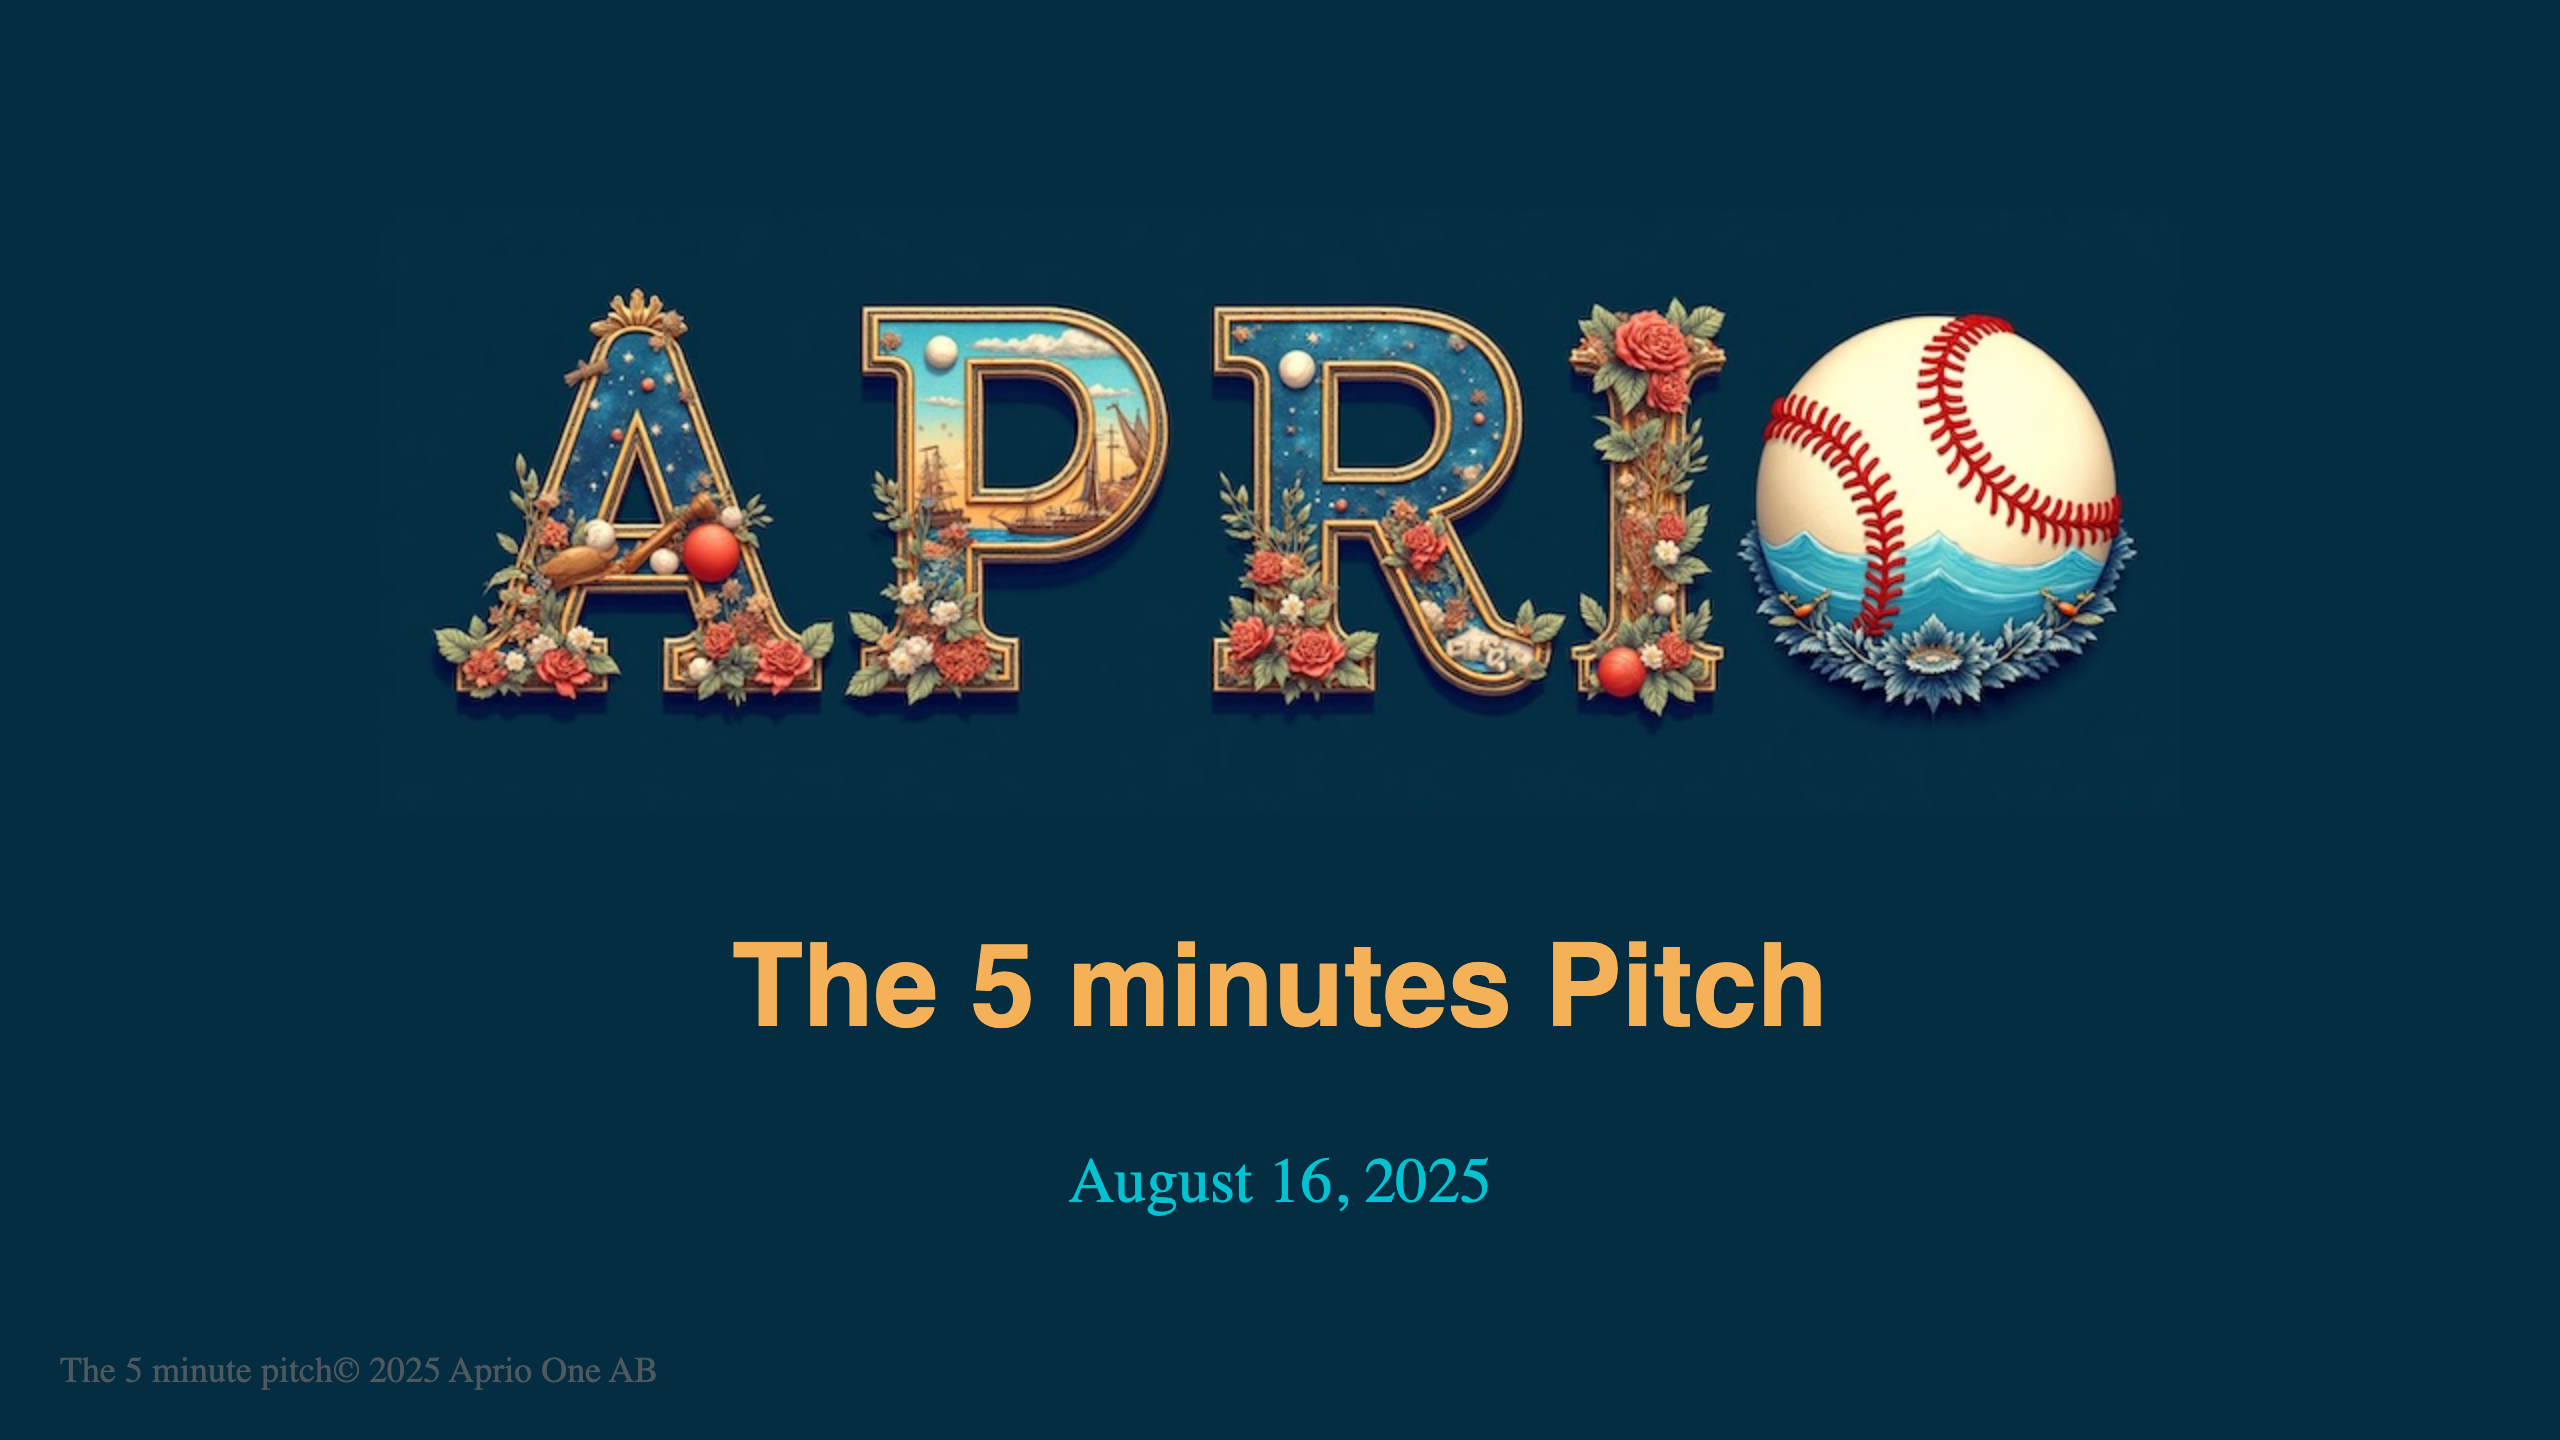 APRIO
The 5 minutes Pitch
August 16, 2025
The 5 minute pitch© 2025 Aprio One AB